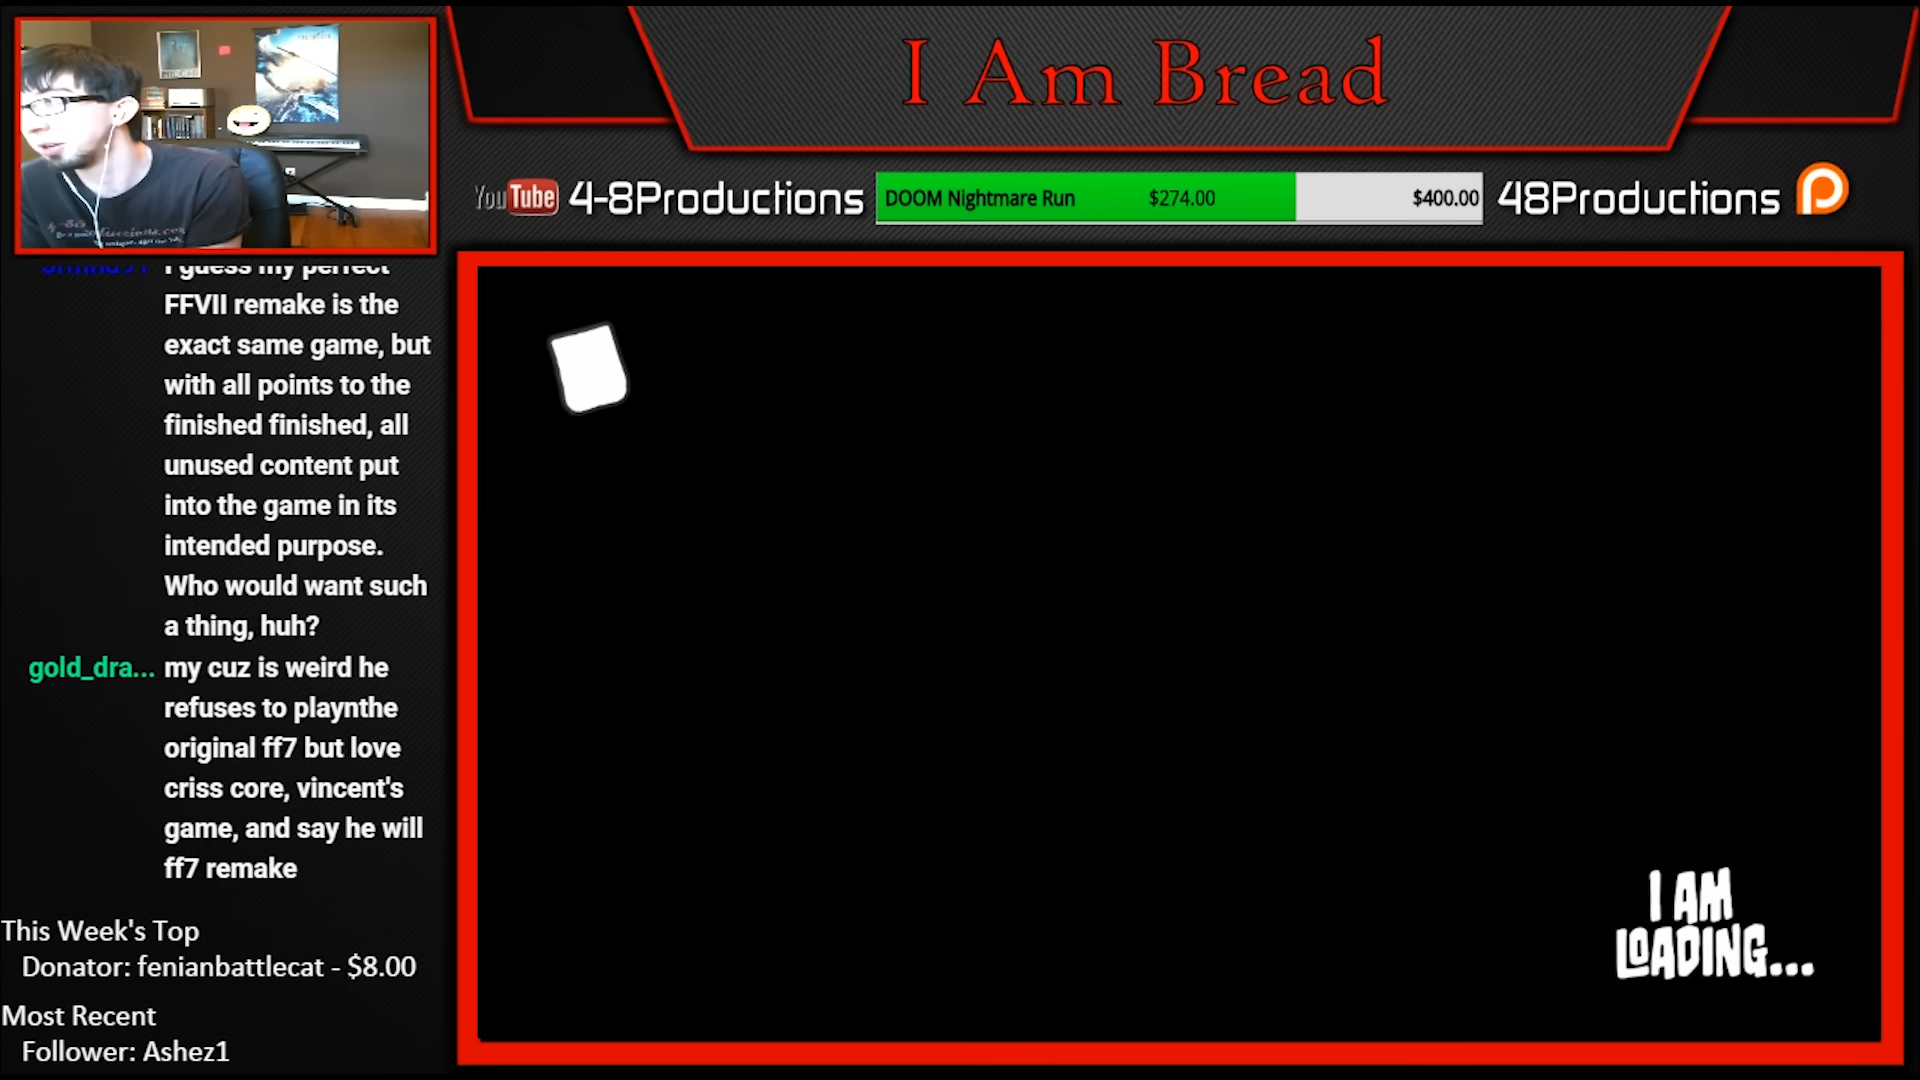 I Am Bread
YouTube 4-8Productions
DOOM Nightmare Run $274.00 $400.00
48Productions
I guess my perfect
FFVII remake is the
exact same game, but
with all points to the
finished finished, all
unused content put
into the game in its
intended purpose.
Who would want such
a thing, huh?
gold_dra... my cuz is weird he
refuses to playnthe
original ff7 but love
criss core, vincent's
game, and say he will
ff7 remake
This Week's Top
Donator: fenianbattlecat - $8.00
Most Recent
Follower: Ashez1
I AM
LOADING...